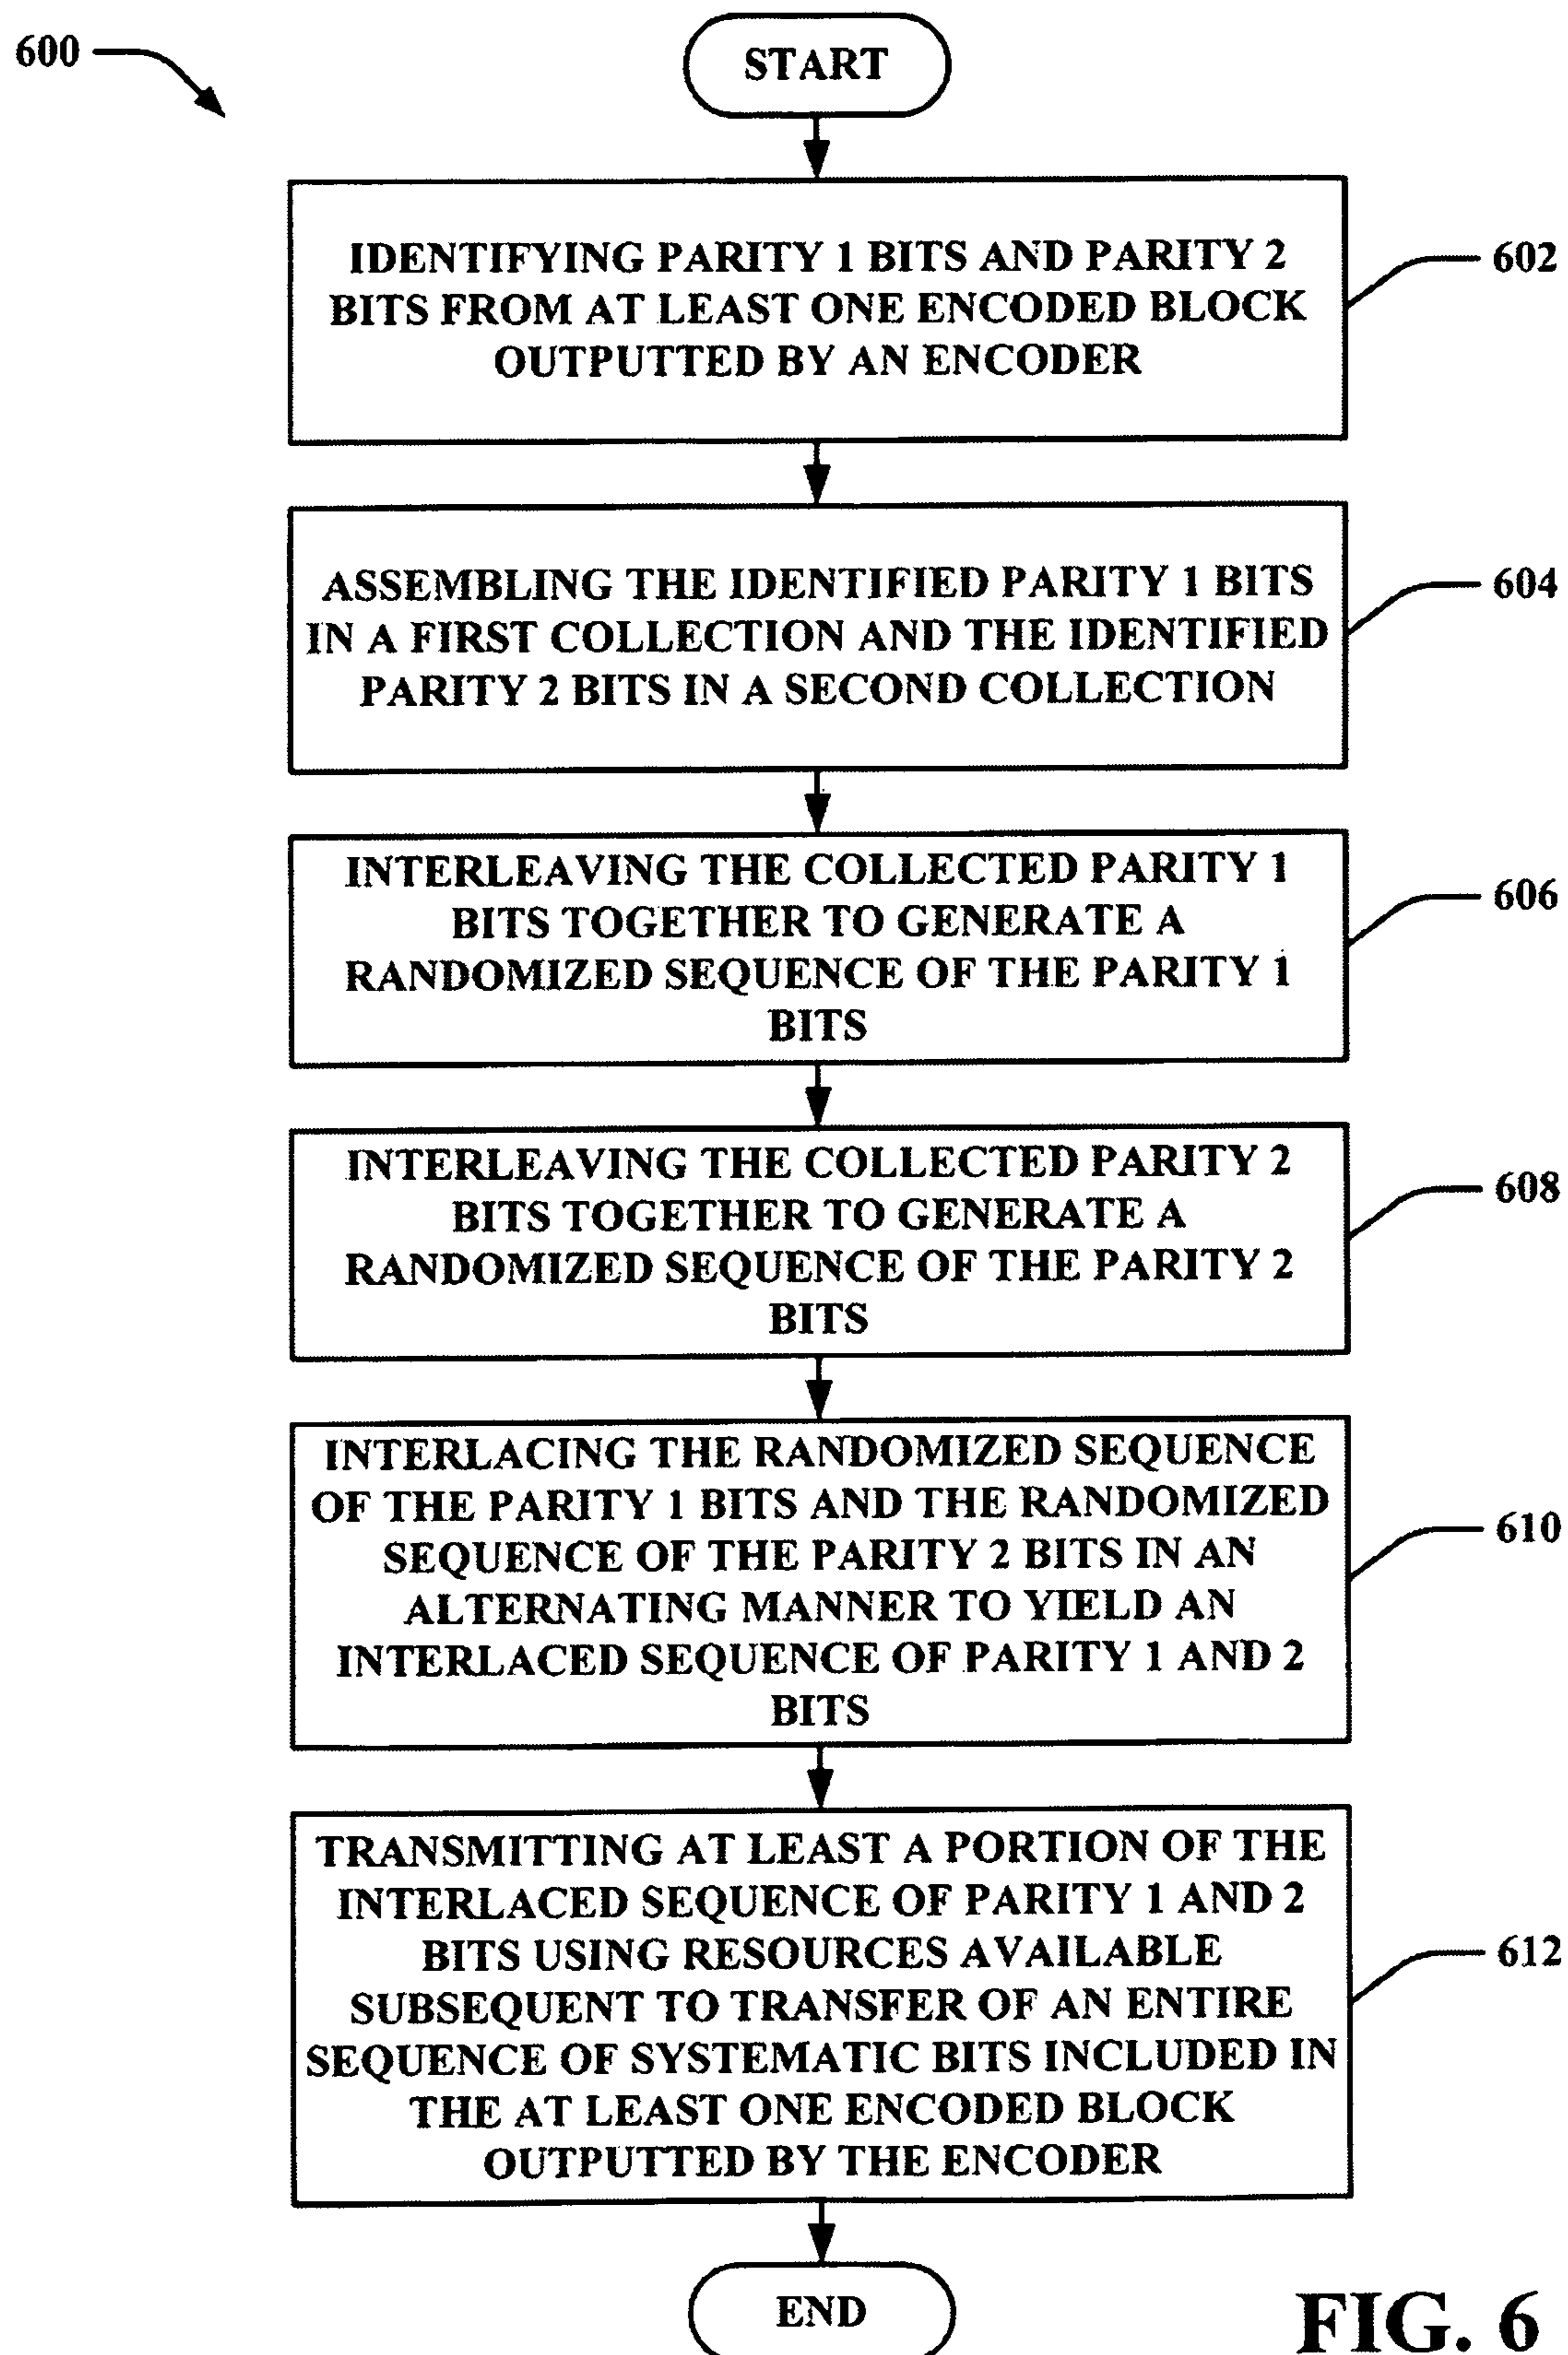 600
START
IDENTIFYING PARITY 1 BITS AND PARITY 2
BITS FROM AT LEAST ONE ENCODED BLOCK
OUTPUTTED BY AN ENCODER
602
ASSEMBLING THE IDENTIFIED PARITY 1 BITS
IN A FIRST COLLECTION AND THE IDENTIFIED
PARITY 2 BITS IN A SECOND COLLECTION
604
INTERLEAVING THE COLLECTED PARITY 1
BITS TOGETHER TO GENERATE A
RANDOMIZED SEQUENCE OF THE PARITY 1
BITS
606
INTERLEAVING THE COLLECTED PARITY 2
BITS TOGETHER TO GENERATE A
RANDOMIZED SEQUENCE OF THE PARITY 2
BITS
608
INTERLACING THE RANDOMIZED SEQUENCE
OF THE PARITY 1 BITS AND THE RANDOMIZED
SEQUENCE OF THE PARITY 2 BITS IN AN
ALTERNATING MANNER TO YIELD AN
INTERLACED SEQUENCE OF PARITY 1 AND 2
BITS
610
TRANSMITTING AT LEAST A PORTION OF THE
INTERLACED SEQUENCE OF PARITY 1 AND 2
BITS USING RESOURCES AVAILABLE
SUBSEQUENT TO TRANSFER OF AN ENTIRE
SEQUENCE OF SYSTEMATIC BITS INCLUDED IN
THE AT LEAST ONE ENCODED BLOCK
OUTPUTTED BY THE ENCODER
612
END
FIG. 6